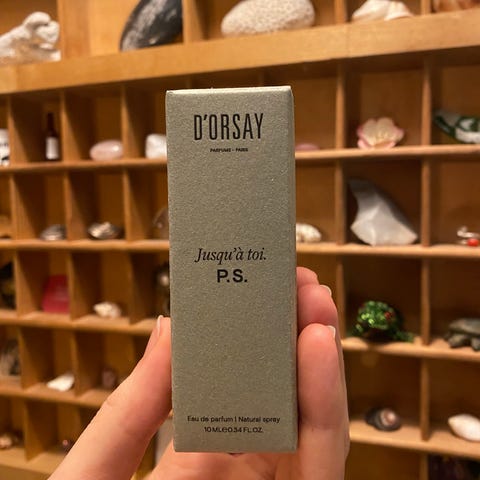 D'ORSAY
PARFUMS - PARIS
Jusqu'à toi.
P.S.
Eau de parfum | Natural spray
10 ML℮0.34 FL.OZ.